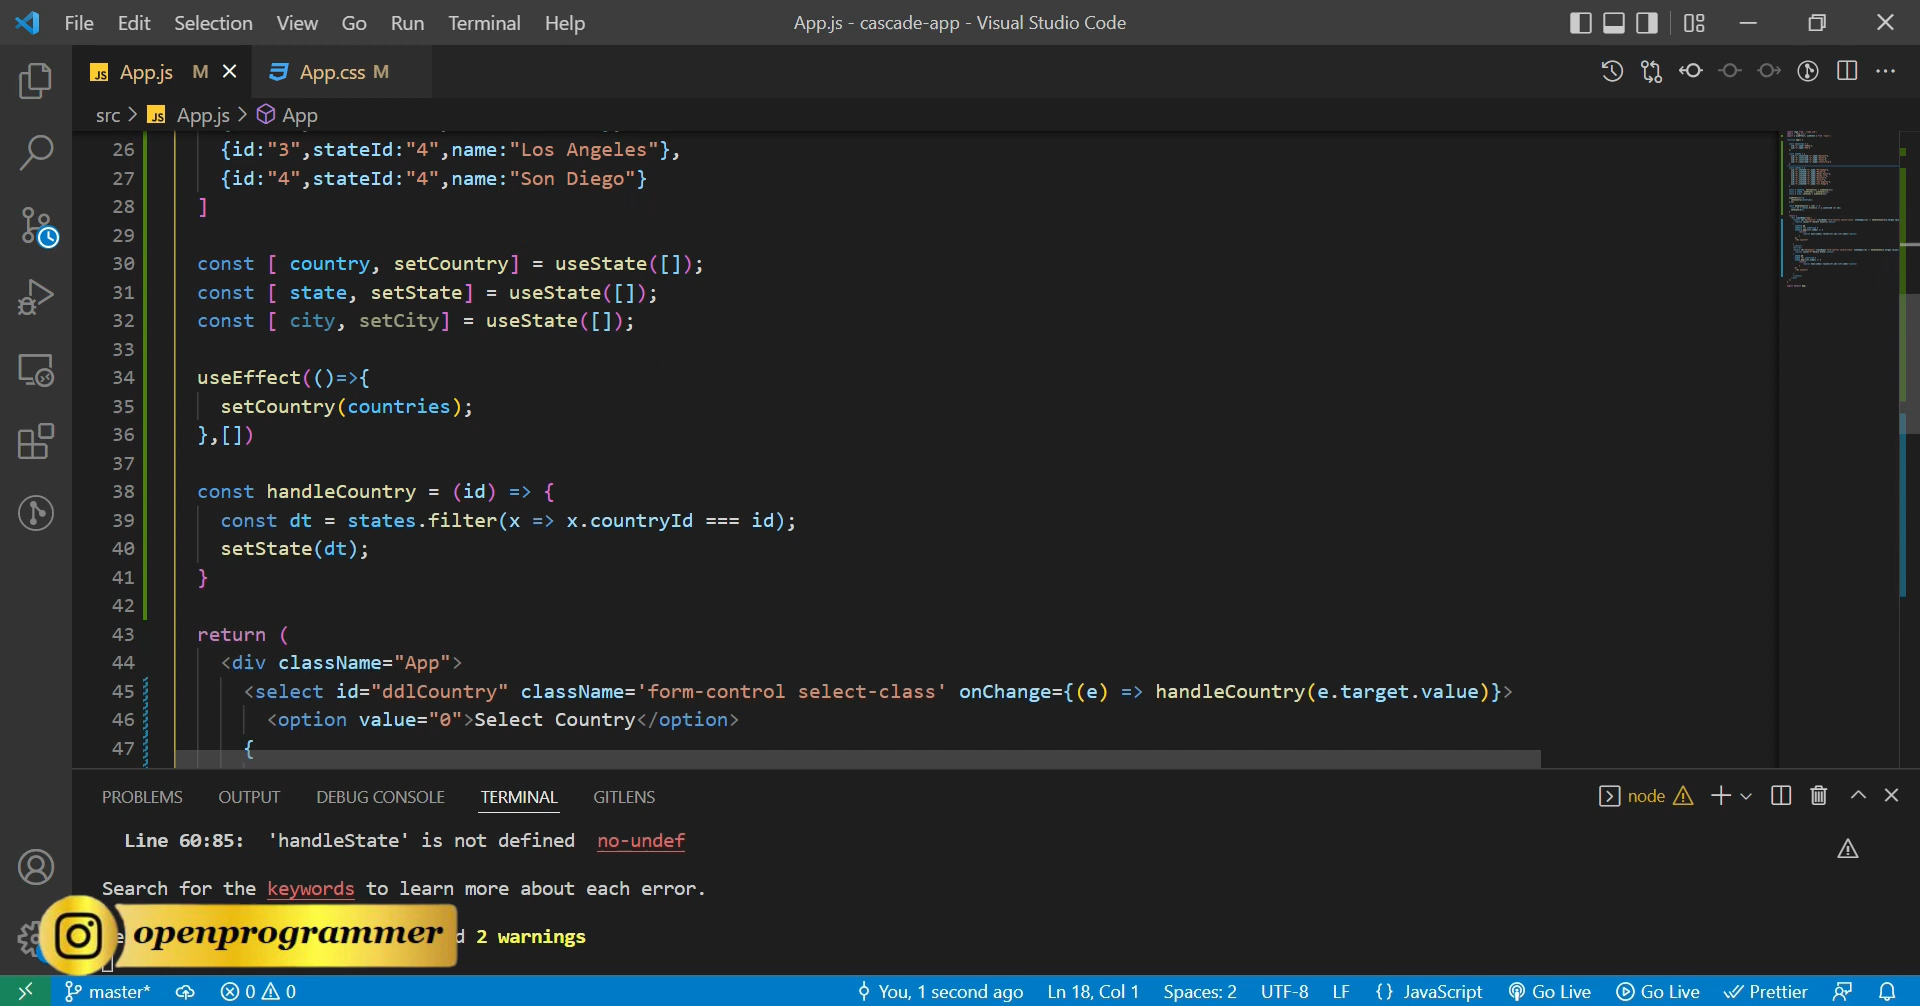 File Edit Selection View Go Run Terminal Help App.js - cascade-app - Visual Studio Code
JS App.js M App.css M
src > JS App.js > App
26 {id:"3",stateId:"4",name:"Los Angeles"},
27 {id:"4",stateId:"4",name:"Son Diego"}
28 ]
29
30 const [ country, setCountry] = useState([]);
31 const [ state, setState] = useState([]);
32 const [ city, setCity] = useState([]);
33
34 useEffect(()=>{
35 setCountry(countries);
36 },[])
37
38 const handleCountry = (id) => {
39 const dt = states.filter(x => x.countryId === id);
40 setState(dt);
41 }
42
43 return (
44 <div className="App">
45 <select id="ddlCountry" className='form-control select-class' onChange={(e) => handleCountry(e.target.value)}>
46 <option value="0">Select Country</option>
47 {
PROBLEMS OUTPUT DEBUG CONSOLE TERMINAL GITLENS node
Line 60:85: 'handleState' is not defined no-undef
Search for the keywords to learn more about each error.
openprogrammer d 2 warnings
master* 0 0 You, 1 second ago Ln 18, Col 1 Spaces: 2 UTF-8 LF {} JavaScript Go Live Go Live Prettier